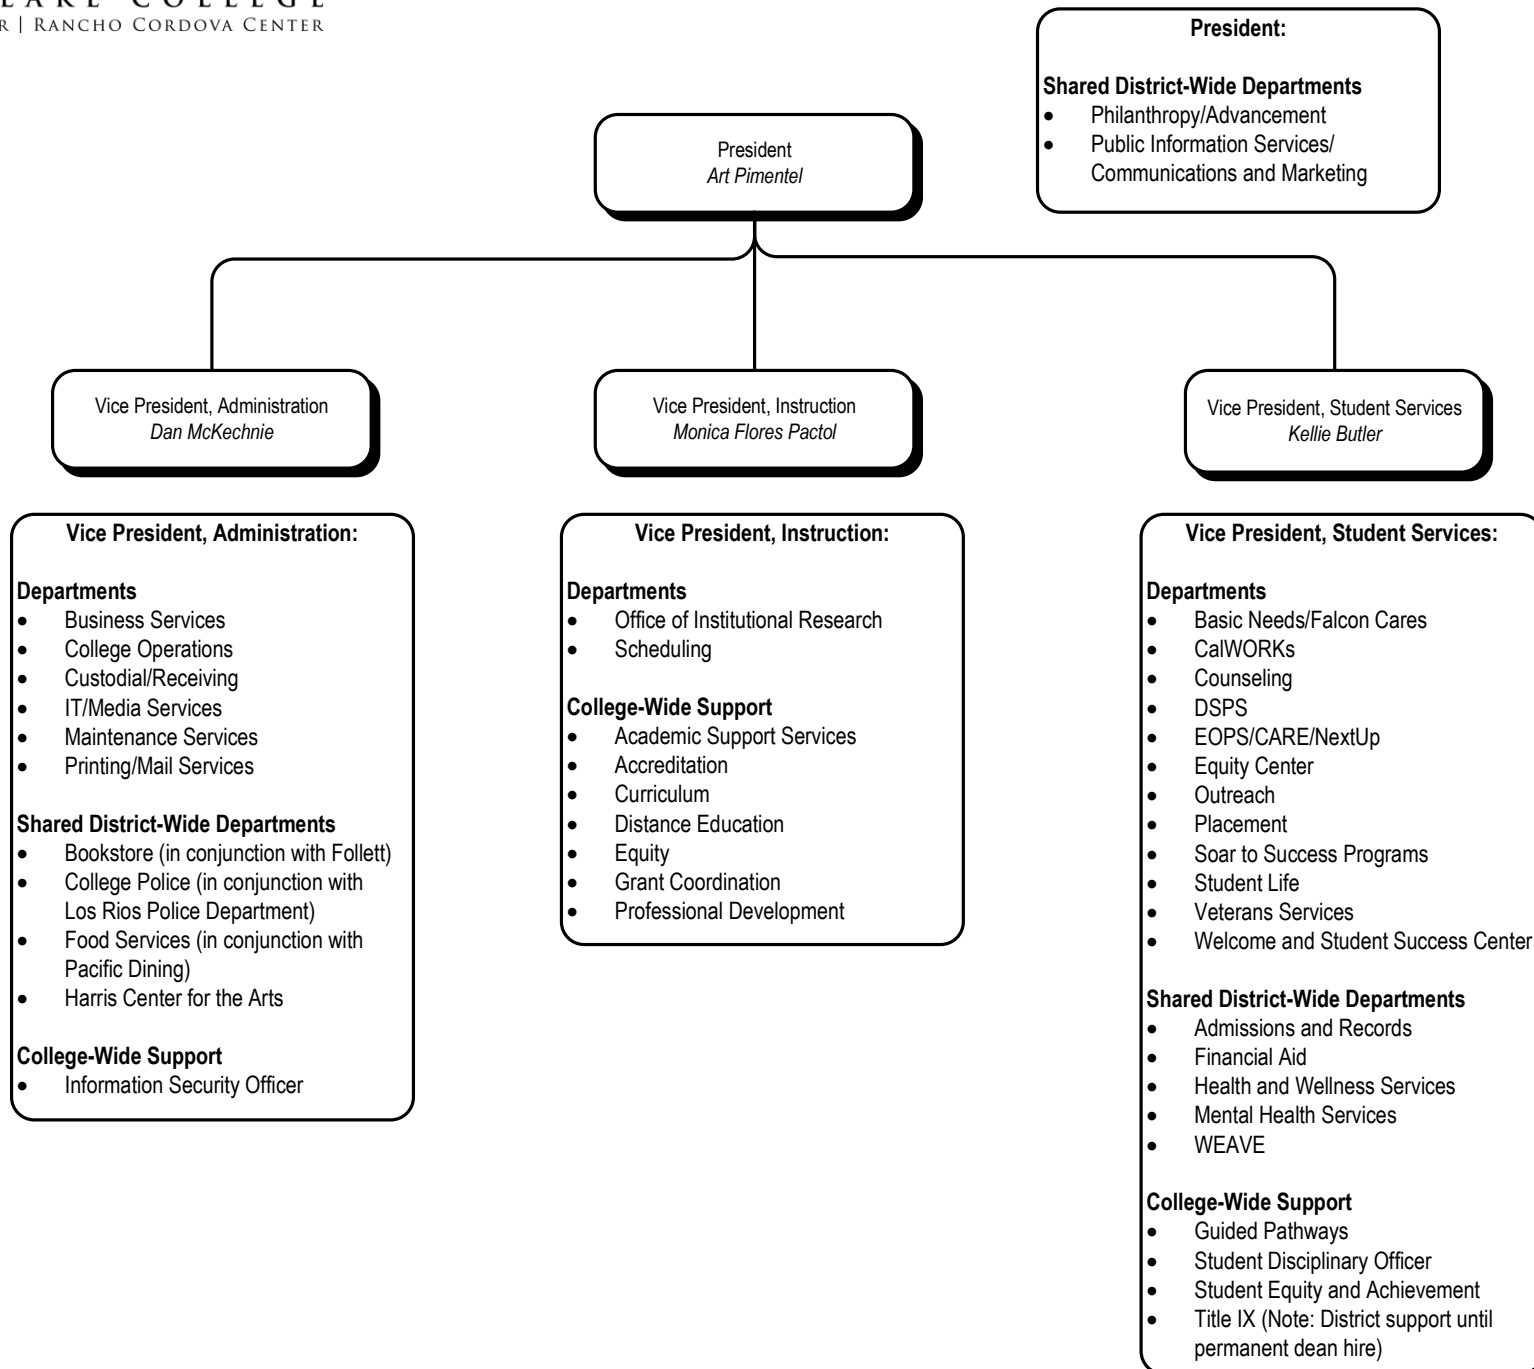 COLLEGE
RANCHO CORDOVA CENTER
President:
Shared District-Wide Departments
• Philanthropy/Advancement
• Public Information Services/
Communications and Marketing
President
Art Pimentel
Vice President, Administration
Dan McKechnie
Vice President, Instruction
Monica Flores Pactol
Vice President, Student Services
Kellie Butler
Vice President, Administration:
Departments
• Business Services
• College Operations
• Custodial/Receiving
• IT/Media Services
• Maintenance Services
• Printing/Mail Services
Shared District-Wide Departments
• Bookstore (in conjunction with Follett)
• College Police (in conjunction with
Los Rios Police Department)
• Food Services (in conjunction with
Pacific Dining)
• Harris Center for the Arts
College-Wide Support
• Information Security Officer
Vice President, Instruction:
Departments
• Office of Institutional Research
• Scheduling
College-Wide Support
• Academic Support Services
• Accreditation
• Curriculum
• Distance Education
• Equity
• Grant Coordination
• Professional Development
Vice President, Student Services:
Departments
• Basic Needs/Falcon Cares
• CalWORKs
• Counseling
• DSPS
• EOPS/CARE/NextUp
• Equity Center
• Outreach
• Placement
• Soar to Success Programs
• Student Life
• Veterans Services
• Welcome and Student Success Center
Shared District-Wide Departments
• Admissions and Records
• Financial Aid
• Health and Wellness Services
• Mental Health Services
• WEAVE
College-Wide Support
• Guided Pathways
• Student Disciplinary Officer
• Student Equity and Achievement
• Title IX (Note: District support until
permanent dean hire)